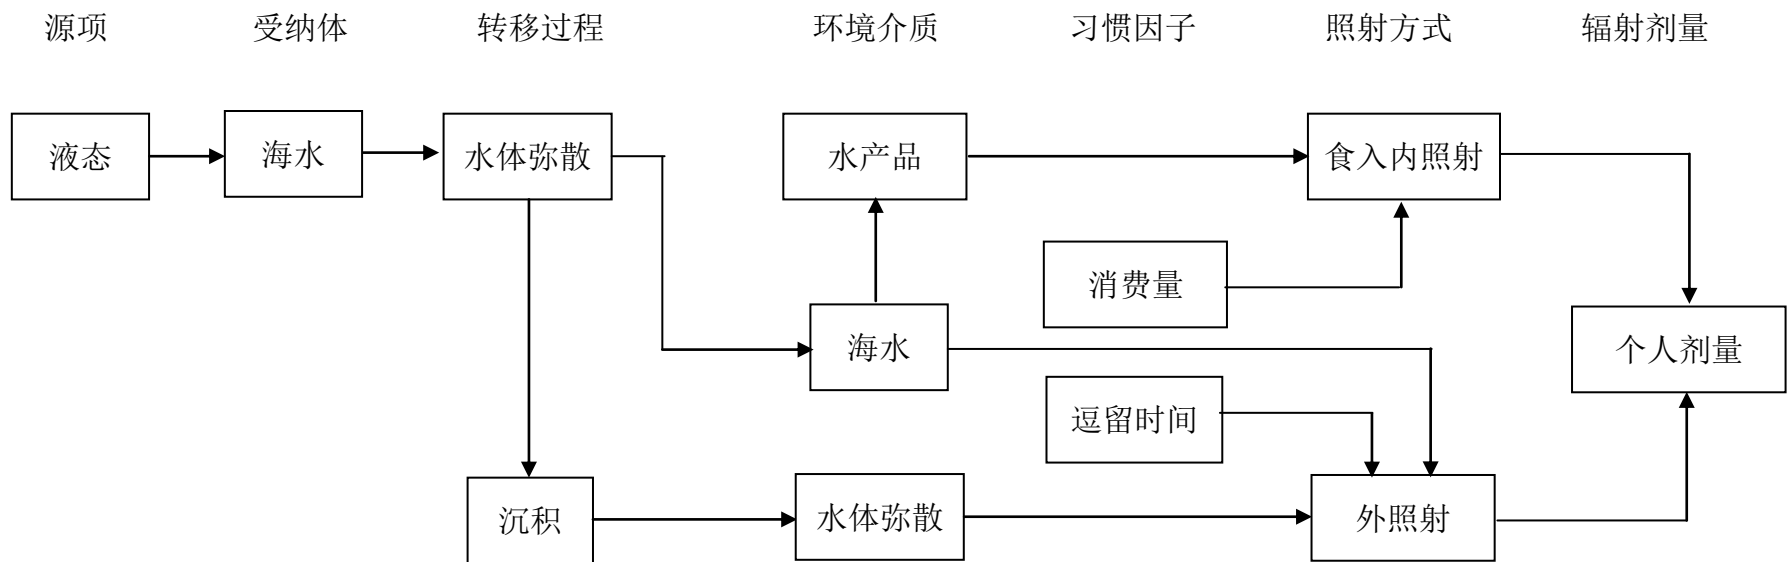 源项 受纳体 转移过程 环境介质 习惯因子 照射方式 辐射剂量
液态 海水 水体弥散 水产品 食入内照射
消费量
海水 个人剂量
逗留时间
沉积 水体弥散 外照射